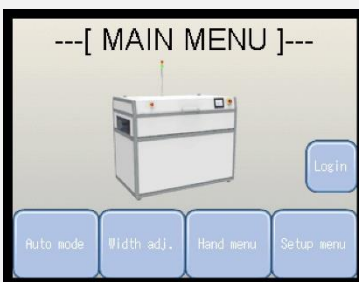 ---[ MAIN MENU ]---
Login
Auto mode
Width adj.
Hand menu
Setup menu